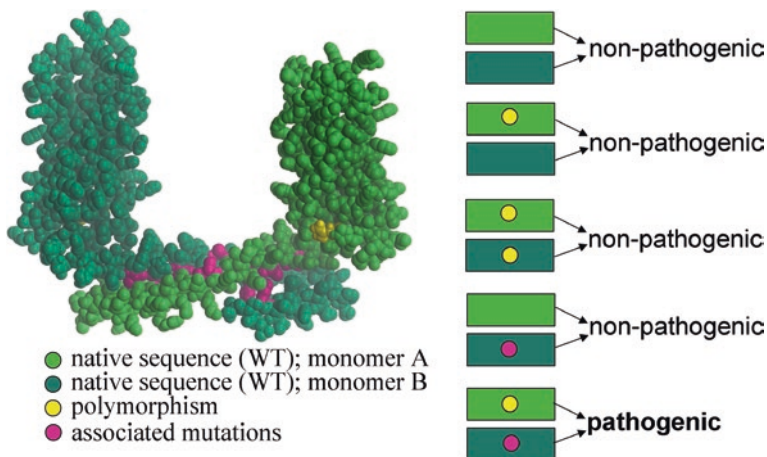 native sequence (WT); monomer A
native sequence (WT); monomer B
polymorphism
associated mutations
non-pathogenic
non-pathogenic
non-pathogenic
non-pathogenic
pathogenic